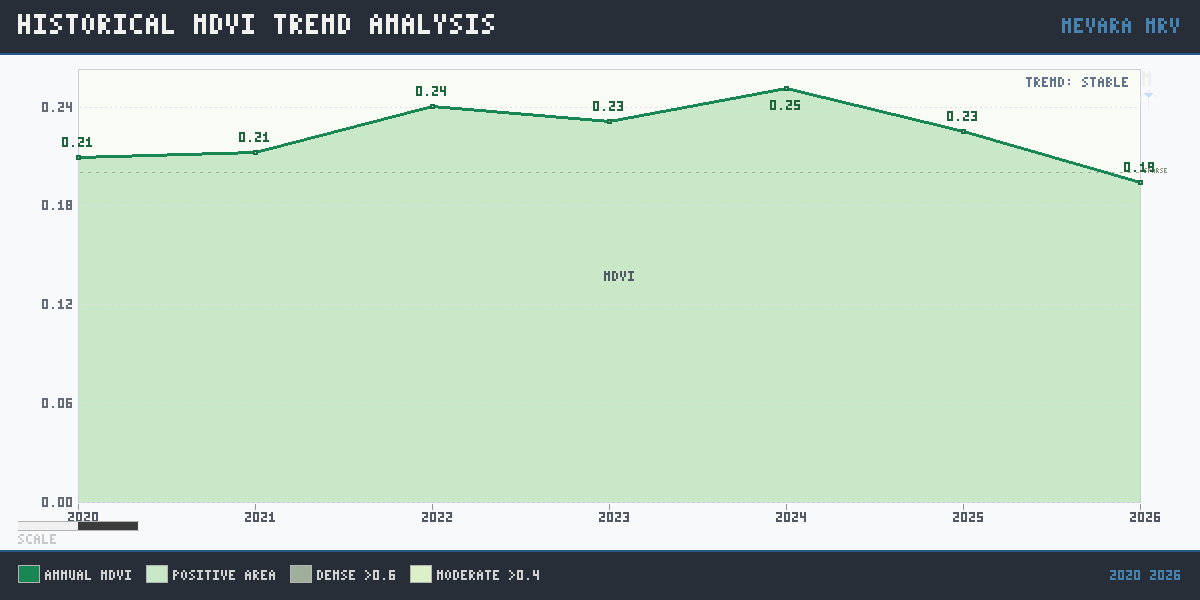 HISTORICAL NDVI TREND ANALYSIS
MEYARA MRV
TREND: STABLE
N
0.24
0.18
0.12
0.06
0.00
0.21
0.21
0.24
0.23
0.25
0.23
0.19
NDVI
2020
2021
2022
2023
2024
2025
2026
SCALE
ANNUAL NDVI
POSITIVE AREA
DENSE >0.6
MODERATE >0.4
2020 2026